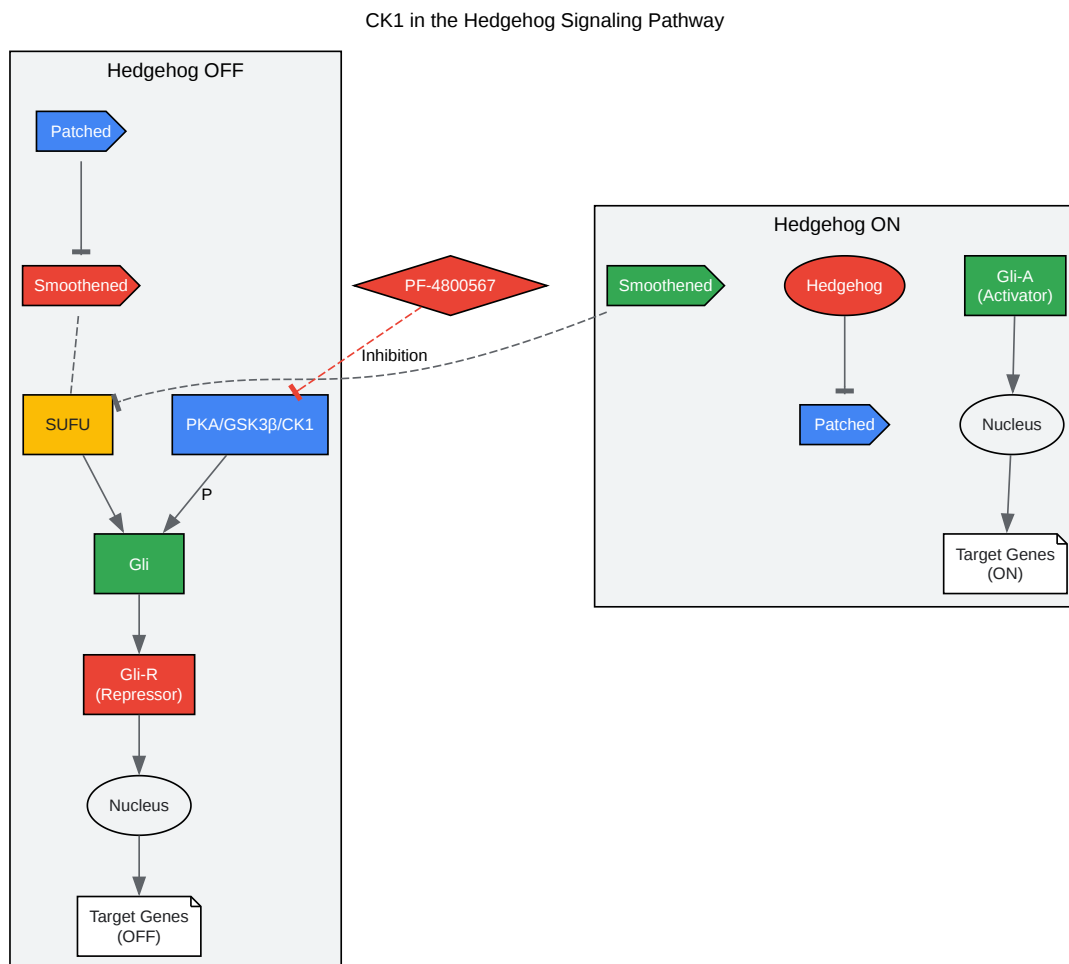 CK1 in the Hedgehog Signaling Pathway
Hedgehog OFF
Patched
Smoothened
SUFU
PKA/GSK3β/CK1
P
Gli
Gli-R
(Repressor)
Nucleus
Target Genes
(OFF)
PF-4800567
Inhibition
Hedgehog ON
Smoothened
Hedgehog
Patched
Gli-A
(Activator)
Nucleus
Target Genes
(ON)